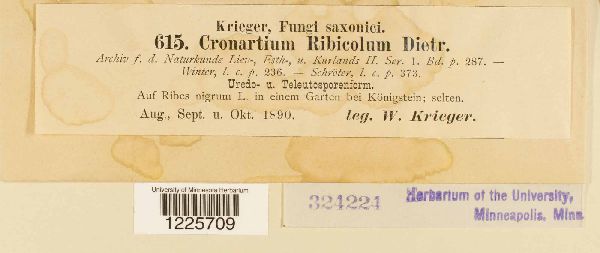 Krieger, Fungi saxonici.
615. Cronartium Ribicolum Dietr.
Archiv f. d. Naturkunde Liev-, Esth-, u. Kurlands II. Ser. 1. Bd. p. 287. —
Winter, l. c. p. 236. — Schröter, l. c. p. 373.
Uredo- u. Teleutosporenform.
Auf Ribes nigrum L. in einem Garten bei Königstein; selten.
Aug., Sept. u. Okt. 1890. leg. W. Krieger.
University of Minnesota Herbarium
1225709
324224
Herbarium of the University,
Minneapolis, Minn